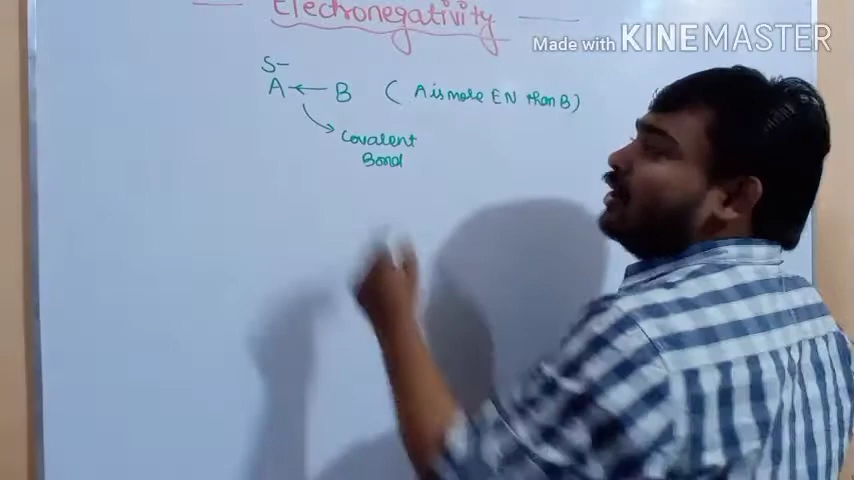 Electronegativity
Made with KINEMASTER
S-
A ← B ( A is more EN than B)
Covalent
Bond